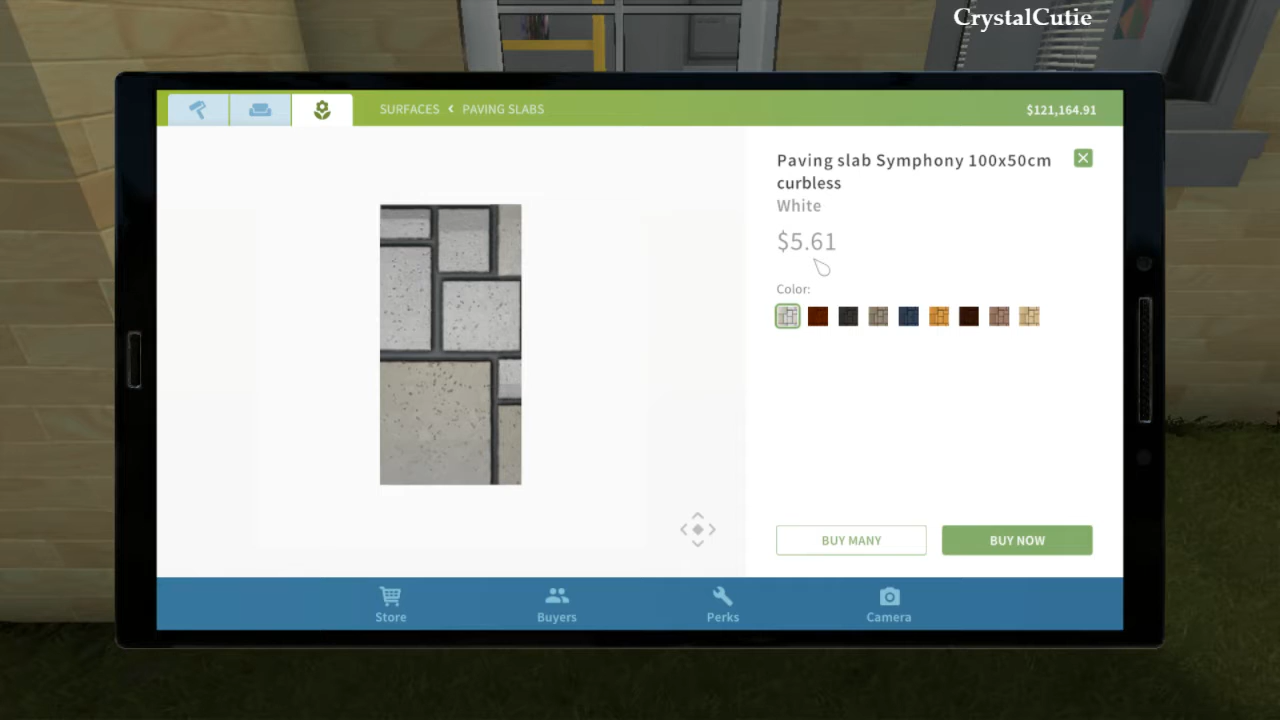 CrystalCutie
SURFACES < PAVING SLABS
$121,164.91
Paving slab Symphony 100x50cm
curbless
White
$5.61
Color:
BUY MANY
BUY NOW
Store
Buyers
Perks
Camera